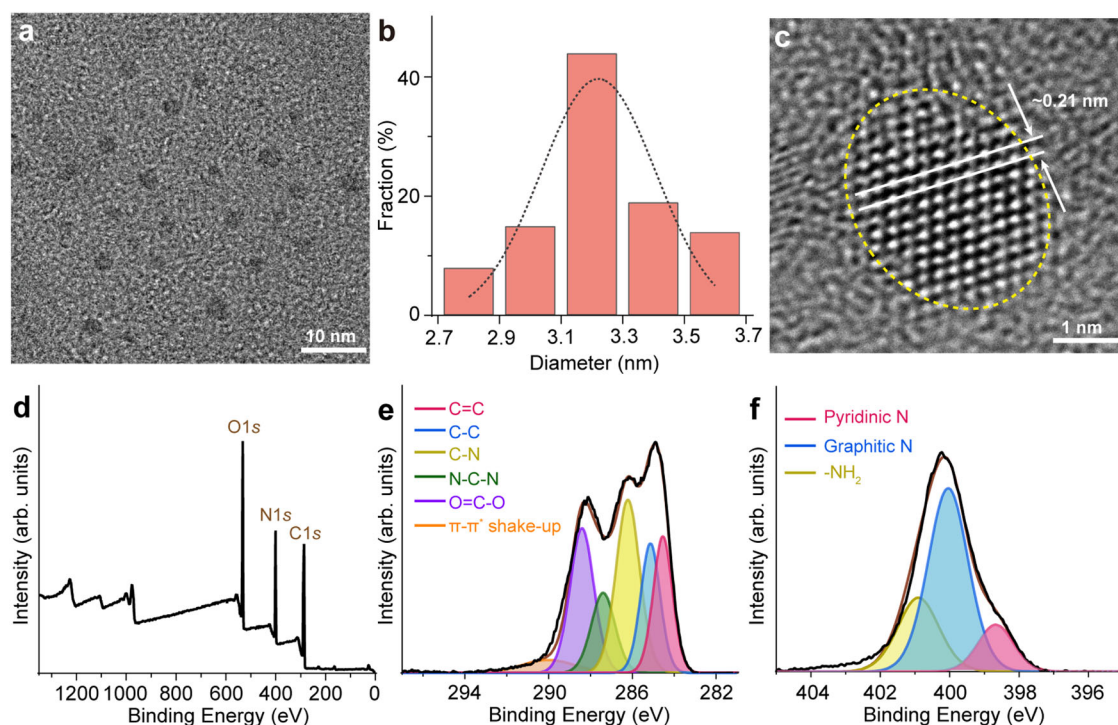 a
10 nm
b
Fraction (%)
40
20
0
2.7 2.9 3.1 3.3 3.5 3.7
Diameter (nm)
c
~0.21 nm
1 nm
d
Intensity (arb. units)
O1s
N1s
C1s
1200 1000 800 600 400 200 0
Binding Energy (eV)
e
Intensity (arb. units)
C=C
C-C
C-N
N-C-N
O=C-O
π-π* shake-up
294 290 286 282
Binding Energy (eV)
f
Intensity (arb. units)
Pyridinic N
Graphitic N
-NH₂
404 402 400 398 396
Binding Energy (eV)